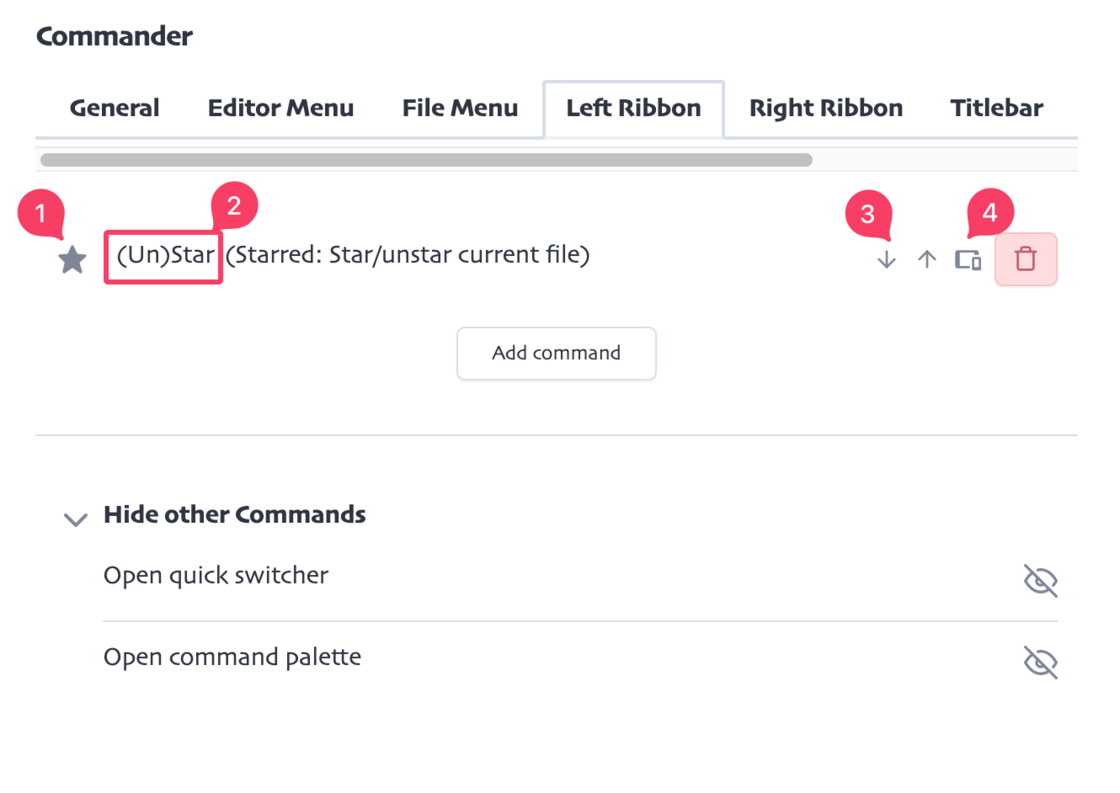 Commander
General Editor Menu File Menu Left Ribbon Right Ribbon Titlebar
1 2 3 4
(Un)Star (Starred: Star/unstar current file)
Add command
Hide other Commands
Open quick switcher
Open command palette